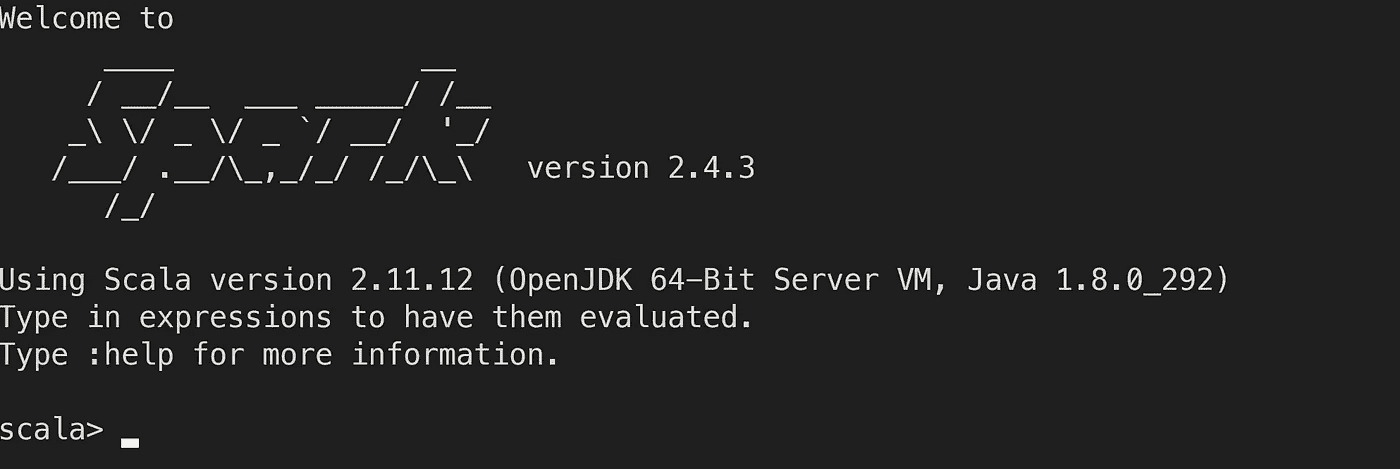 Welcome to
      ____              __
     / __/__  ___ _____/ /__
    _\ \/ _ \/ _ `/ __/  '_/
   /___/ .__/\_,_/_/ /_/\_\   version 2.4.3
      /_/
Using Scala version 2.11.12 (OpenJDK 64-Bit Server VM, Java 1.8.0_292)
Type in expressions to have them evaluated.
Type :help for more information.
scala>